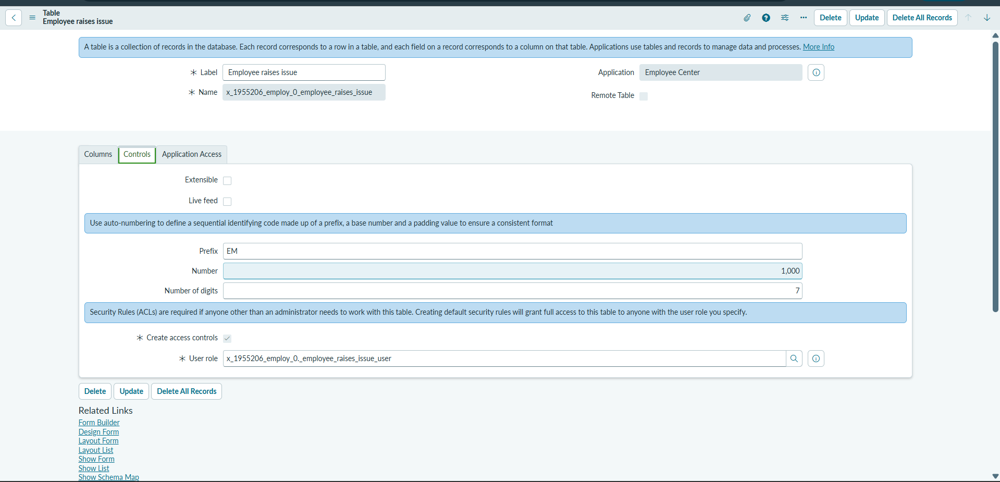 Table
Employee raises issue
Delete
Update
Delete All Records
A table is a collection of records in the database. Each record corresponds to a row in a table, and each field on a record corresponds to a column on that table. Applications use tables and records to manage data and processes. More Info
Label
Employee raises issue
Application
Employee Center
Name
x_1955206_employ_0_employee_raises_issue
Remote Table
Columns
Controls
Application Access
Extensible
Live feed
Use auto-numbering to define a sequential identifying code made up of a prefix, a base number and a padding value to ensure a consistent format
Prefix
EM
Number
1,000
Number of digits
7
Security Rules (ACLs) are required if anyone other than an administrator needs to work with this table. Creating default security rules will grant full access to this table to anyone with the user role you specify.
Create access controls
User role
x_1955206_employ_0._employee_raises_issue_user
Delete
Update
Delete All Records
Related Links
Form Builder
Design Form
Layout Form
Layout List
Show Form
Show List
Show Schema Map